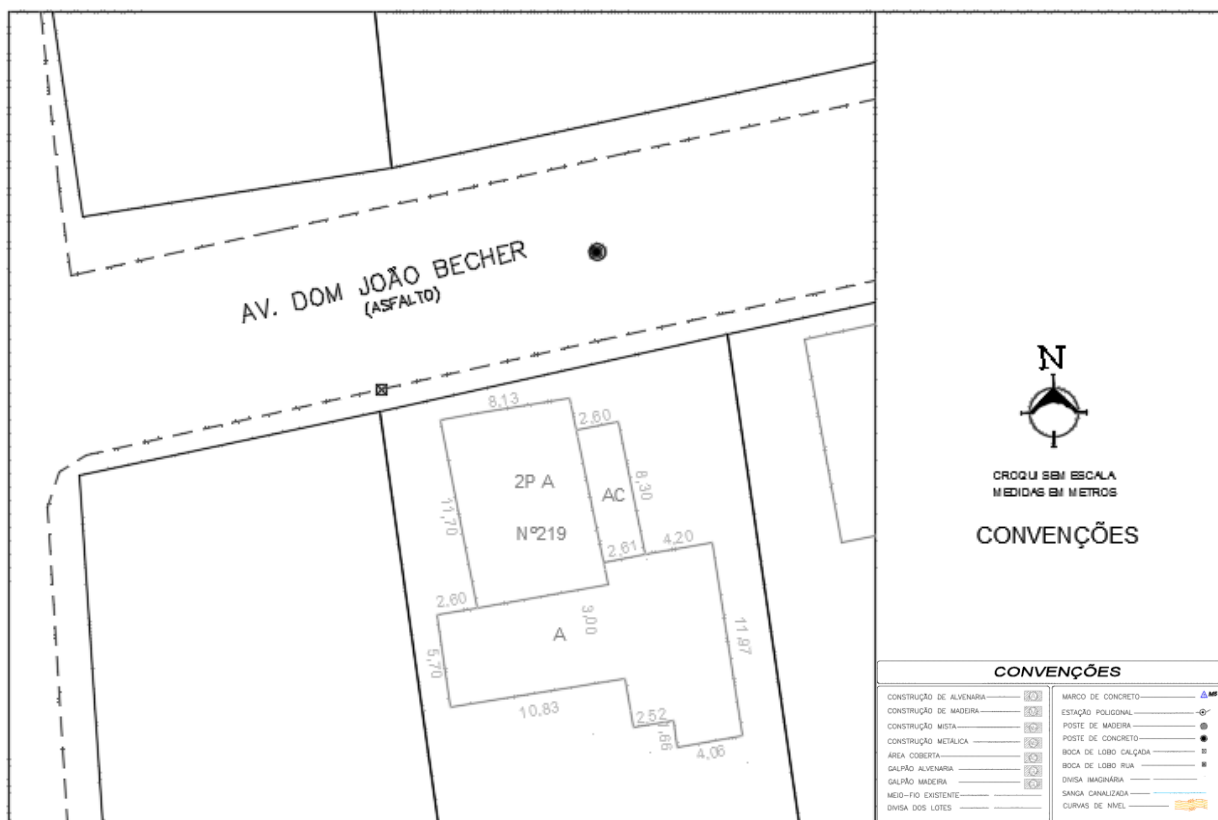 AV. DOM JOÃO BECHER
(ASFALTO)
8,13
2,60
2P A
AC
8,30
11,70
Nº219
2,61
4,20
2,60
3,00
A
11,97
5,70
10,83
2,52
4,06
N
CROQUI SEM ESCALA
MEDIDAS EM METROS
CONVENÇÕES
CONVENÇÕES
CONSTRUÇÃO DE ALVENARIA
CONSTRUÇÃO DE MADEIRA
CONSTRUÇÃO MISTA
CONSTRUÇÃO METÁLICA
ÁREA COBERTA
GALPÃO ALVENARIA
GALPÃO MADEIRA
MEIO-FIO EXISTENTE
DIVISA DOS LOTES
MARCO DE CONCRETO
ESTAÇÃO POLIGONAL
POSTE DE MADEIRA
POSTE DE CONCRETO
BOCA DE LOBO CALÇADA
BOCA DE LOBO RUA
DIVISA IMAGINÁRIA
SANGA CANALIZADA
CURVAS DE NÍVEL